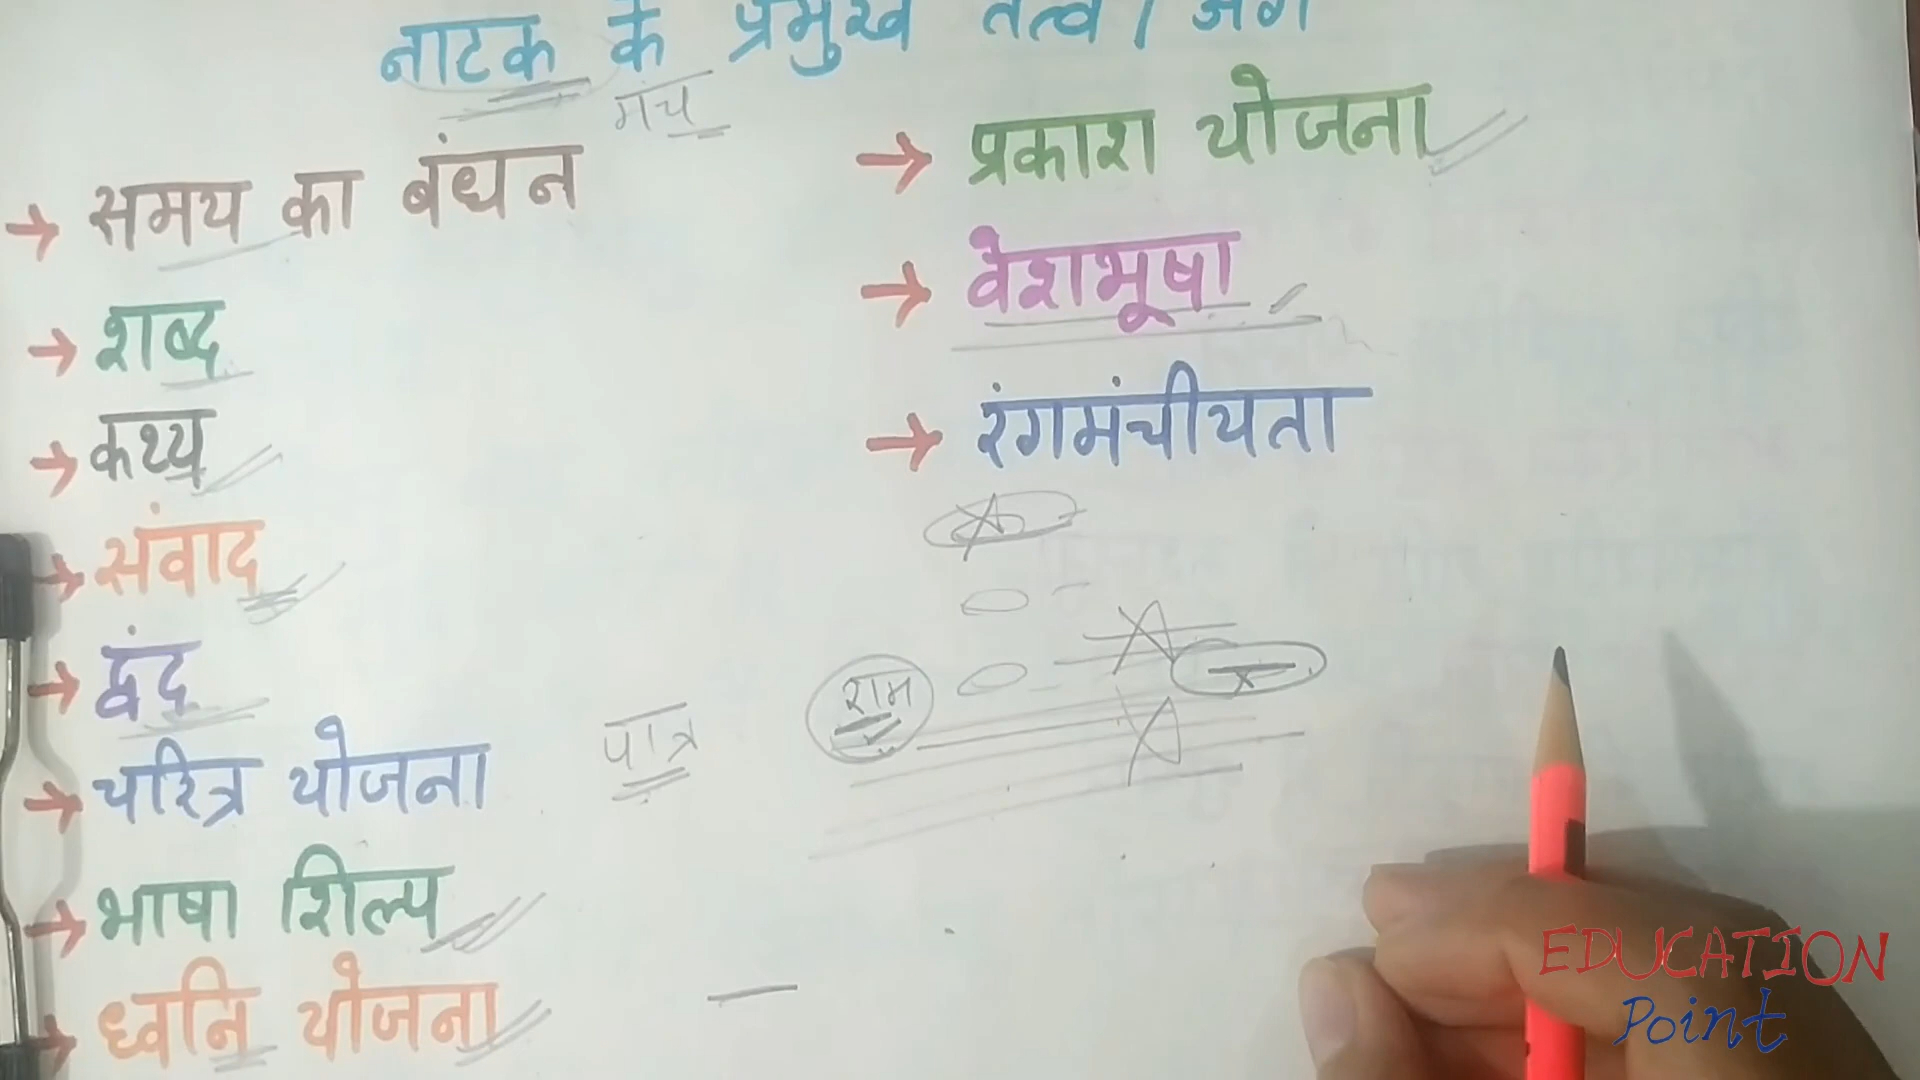 नाटक के प्रमुख तत्व / अंग
मंच
→ समय का बंधन
→ शब्द
→ कथ्य
→ संवाद
→ द्वंद
→ चरित्र योजना
→ भाषा शिल्प
→ ध्वनि योजना
→ प्रकाश योजना
→ वेशभूषा
→ रंगमंचीयता
राम
पात्र
EDUCATION
Point